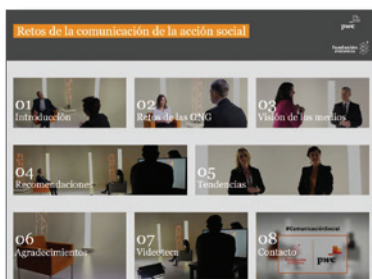 Retos de la comunicación de la acción social
pwc
01
Introducción
02
Retos de las ONG
03
Visión de los medios
04
Recomendaciones
05
Tendencias
06
Agradecimientos
07
Videoteca
08
Contacto
#ComunicaciónSocial
pwc